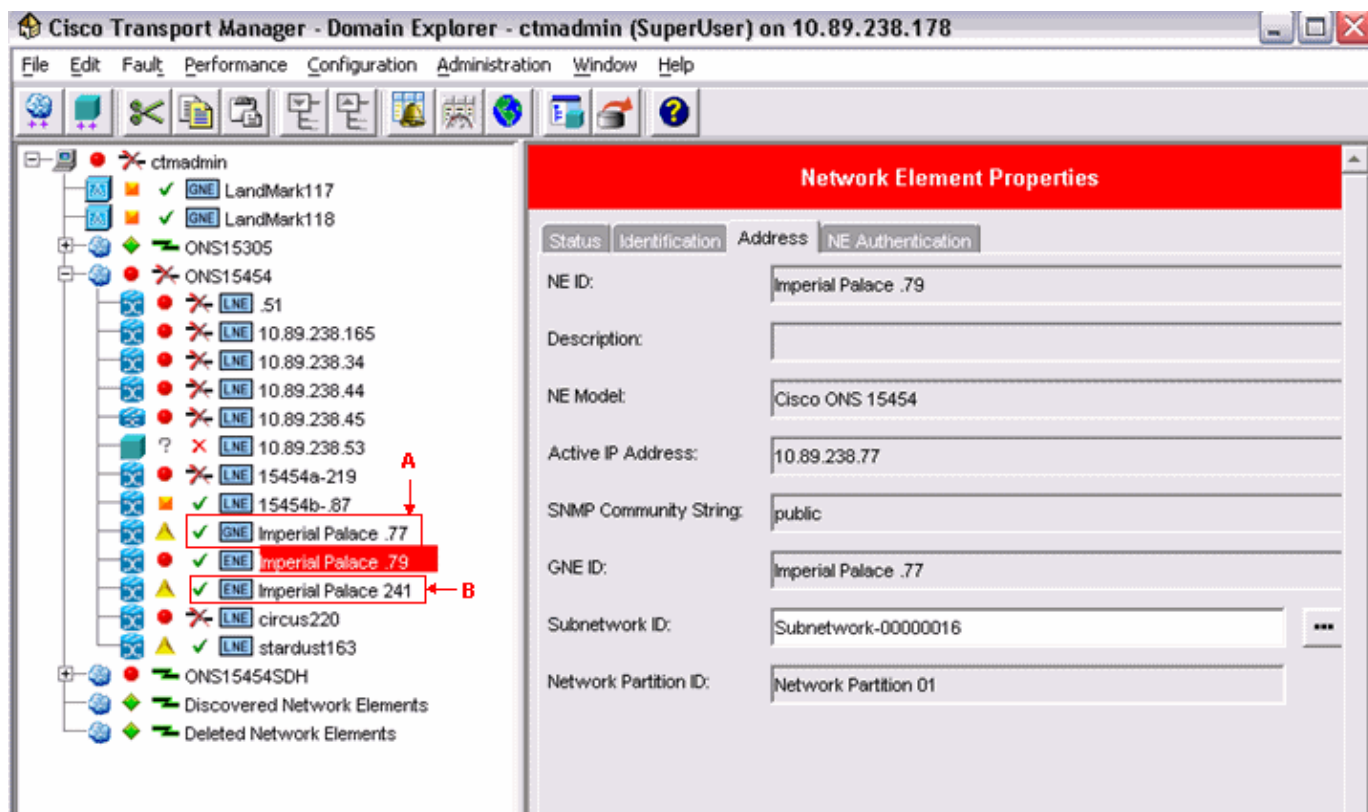 Cisco Transport Manager - Domain Explorer - ctmadmin (SuperUser) on 10.89.238.178
File Edit Fault Performance Configuration Administration Window Help
ctmadmin
GNE LandMark117
GNE LandMark118
ONS15305
ONS15454
LNE .51
LNE 10.89.238.165
LNE 10.89.238.34
LNE 10.89.238.44
LNE 10.89.238.45
? LNE 10.89.238.53
A
LNE 15454a-219
LNE 15454b-.87
GNE Imperial Palace .77
ENE Imperial Palace .79
ENE Imperial Palace 241
B
LNE circus220
LNE stardust163
ONS15454SDH
Discovered Network Elements
Deleted Network Elements
Network Element Properties
Status Identification Address NE Authentication
NE ID: Imperial Palace .79
Description:
NE Model: Cisco ONS 15454
Active IP Address: 10.89.238.77
SNMP Community String: public
GNE ID: Imperial Palace .77
Subnetwork ID: Subnetwork-00000016 ...
Network Partition ID: Network Partition 01